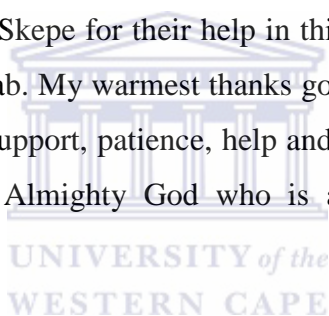 Skepe for their help in thi
ab. My warmest thanks go
upport, patience, help and
Almighty God who is a
UNIVERSITY of the
WESTERN CAPE